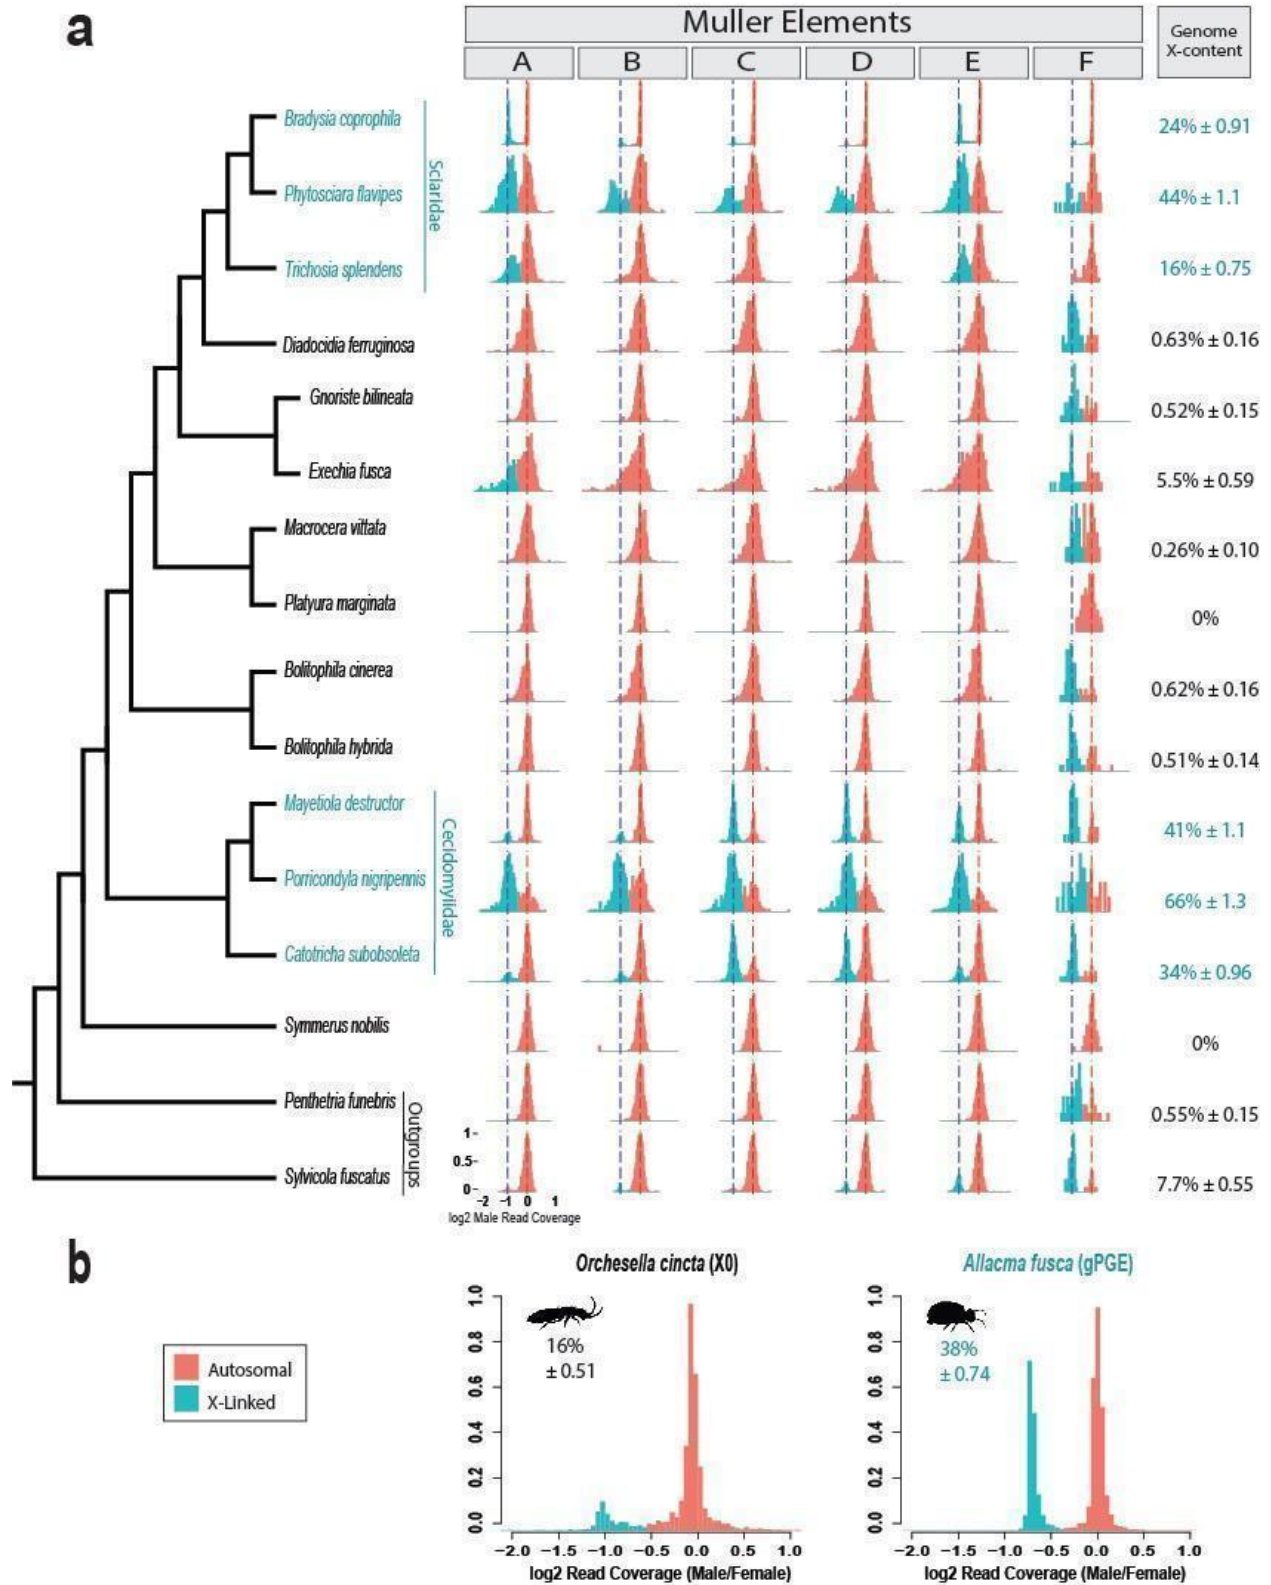 a
Muller Elements
Genome
X-content
A B C D E F
Bradysia coprophila 24% ± 0.91
Sciaridae
Phytosciara flavipes 44% ± 1.1
Trichosia splendens 16% ± 0.75
Diadocidia ferruginosa 0.63% ± 0.16
Gnoriste bilineata 0.52% ± 0.15
Exechia fusca 5.5% ± 0.59
Macrocera vittata 0.26% ± 0.10
Platyura marginata 0%
Bolitophila cinerea 0.62% ± 0.16
Bolitophila hybrida 0.51% ± 0.14
Mayetiola destructor 41% ± 1.1
Cecidomyiidae
Porricondyla nigripennis 66% ± 1.3
Catotricha subobsoleta 34% ± 0.96
Symmerus nobilis 0%
Penthetria funebris 0.55% ± 0.15
Outgroups
1-
0.5-
Sylvicola fuscatus 0- 7.7% ± 0.55
-2 -1 0 1
log2 Male Read Coverage
b
Orchesella cincta (X0)
16%
± 0.51
1.0
0.8
0.6
0.4
0.2
0.0
−2.0 −1.5 −1.0 −0.5 0.0 0.5 1.0
log2 Read Coverage (Male/Female)
Allacma fusca (gPGE)
38%
± 0.74
1.0
0.8
0.6
0.4
0.2
0.0
−2.0 −1.5 −1.0 −0.5 0.0 0.5 1.0
log2 Read Coverage (Male/Female)
Autosomal
X-Linked